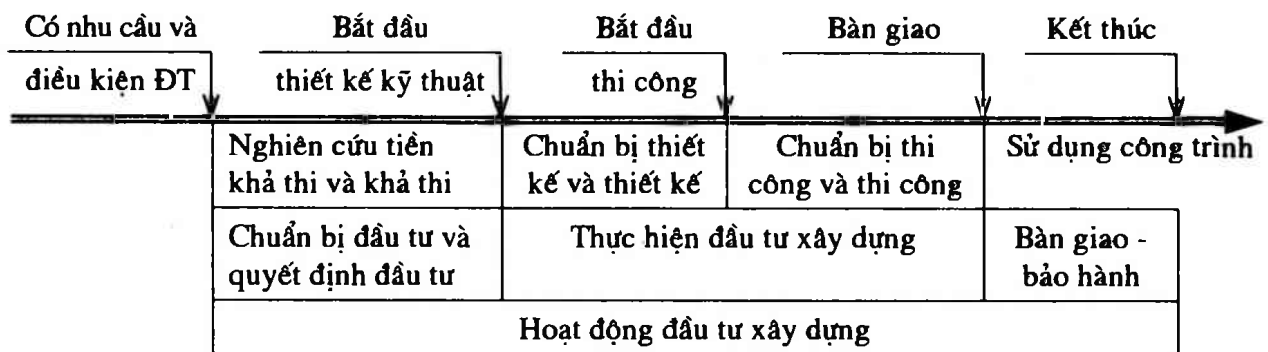 Có nhu cầu và
điều kiện ĐT
Bắt đầu
thiết kế kỹ thuật
Bắt đầu
thi công
Bàn giao
Kết thúc
Nghiên cứu tiền
khả thi và khả thi
Chuẩn bị thiết
kế và thiết kế
Chuẩn bị thi
công và thi công
Sử dụng công trình
Chuẩn bị đầu tư và
quyết định đầu tư
Thực hiện đầu tư xây dựng
Bàn giao -
bảo hành
Hoạt động đầu tư xây dựng